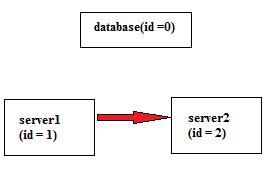 database(id =0)
server1
(id = 1)
server2
(id = 2)